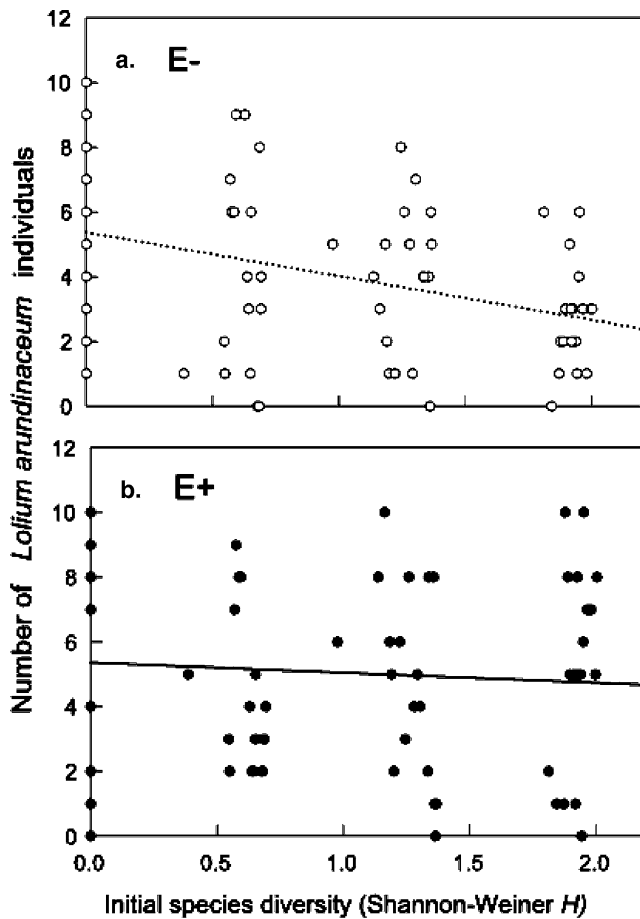 12
a. E-
10
8
6
4
2
0
12
b. E+
10
8
6
4
2
0
0.0 0.5 1.0 1.5 2.0
Number of Lolium arundinaceum individuals
Initial species diversity (Shannon-Weiner H)